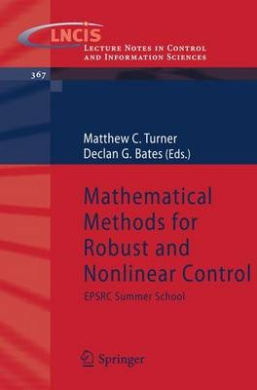 LNCIS
LECTURE NOTES IN CONTROL
AND INFORMATION SCIENCES
367
Matthew C. Turner
Declan G. Bates (Eds.)
Mathematical
Methods for
Robust and
Nonlinear Control
EPSRC Summer School
Springer